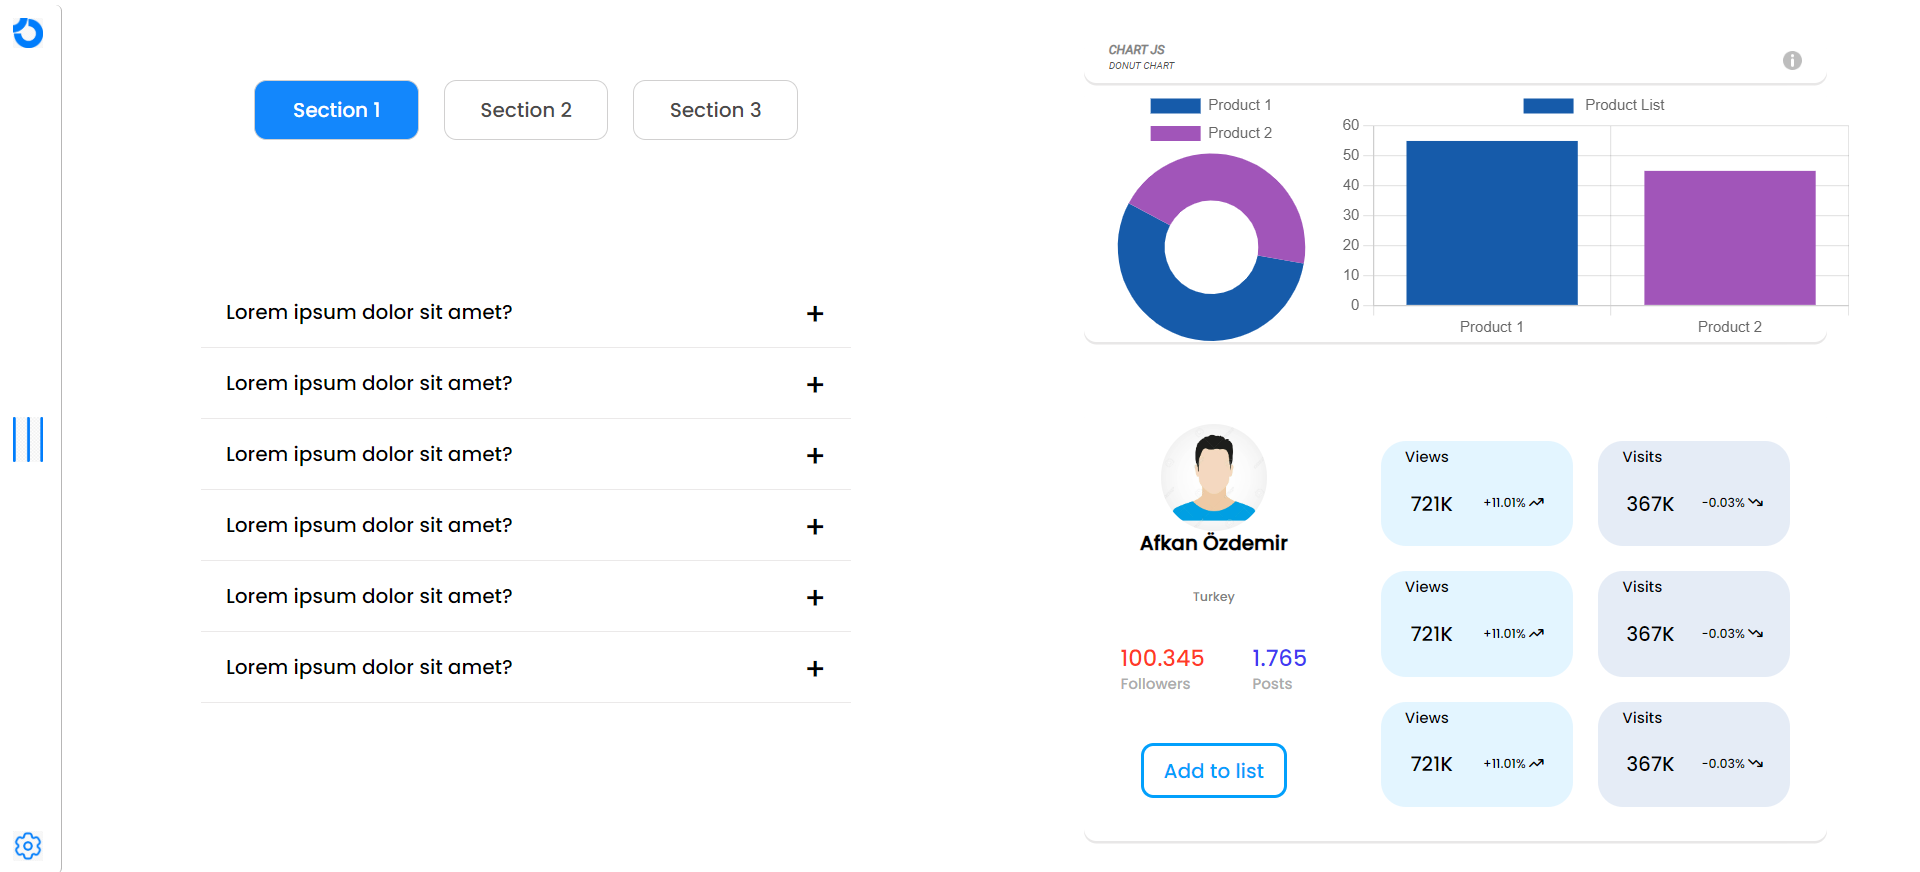 Section 1
Section 2
Section 3
Lorem ipsum dolor sit amet?
+
Lorem ipsum dolor sit amet?
+
Lorem ipsum dolor sit amet?
+
Lorem ipsum dolor sit amet?
+
Lorem ipsum dolor sit amet?
+
Lorem ipsum dolor sit amet?
+
CHART JS
DONUT CHART
Product 1
Product 2
Product List
60
50
40
30
20
10
0
Product 1
Product 2
Afkan Özdemir
Turkey
100.345
Followers
1.765
Posts
Add to list
Views
721K
+11.01%
Visits
367K
-0.03%
Views
721K
+11.01%
Visits
367K
-0.03%
Views
721K
+11.01%
Visits
367K
-0.03%